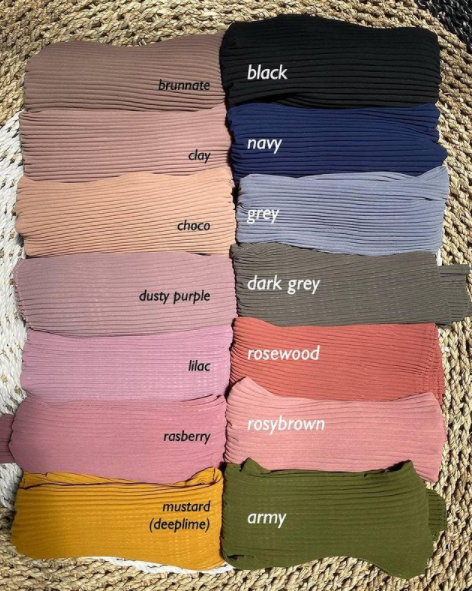 brunnate
clay
choco
dusty purple
lilac
rasberry
mustard
(deeplime)
black
navy
grey
dark grey
rosewood
rosybrown
army